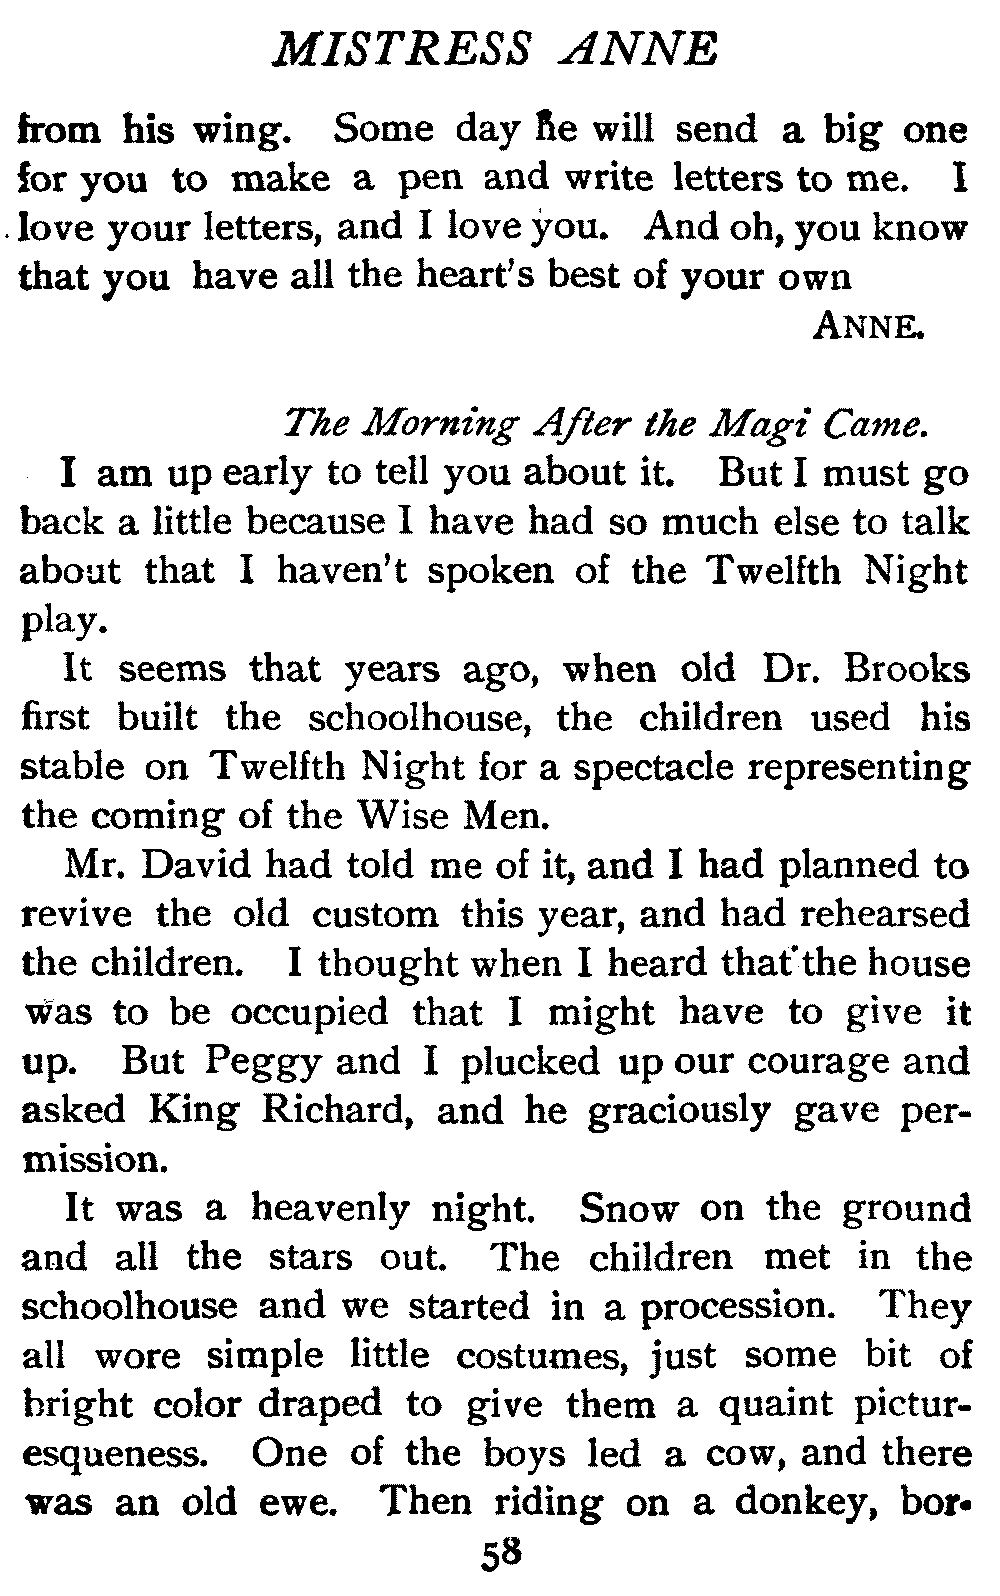 MISTRESS ANNE
from his wing. Some day he will send a big one
for you to make a pen and write letters to me. I
love your letters, and I love you. And oh, you know
that you have all the heart's best of your own
ANNE.
The Morning After the Magi Came.
I am up early to tell you about it. But I must go
back a little because I have had so much else to talk
about that I haven't spoken of the Twelfth Night
play.
It seems that years ago, when old Dr. Brooks
first built the schoolhouse, the children used his
stable on Twelfth Night for a spectacle representing
the coming of the Wise Men.
Mr. David had told me of it, and I had planned to
revive the old custom this year, and had rehearsed
the children. I thought when I heard that the house
was to be occupied that I might have to give it
up. But Peggy and I plucked up our courage and
asked King Richard, and he graciously gave per-
mission.
It was a heavenly night. Snow on the ground
and all the stars out. The children met in the
schoolhouse and we started in a procession. They
all wore simple little costumes, just some bit of
bright color draped to give them a quaint pictur-
esqueness. One of the boys led a cow, and there
was an old ewe. Then riding on a donkey, bor-
58